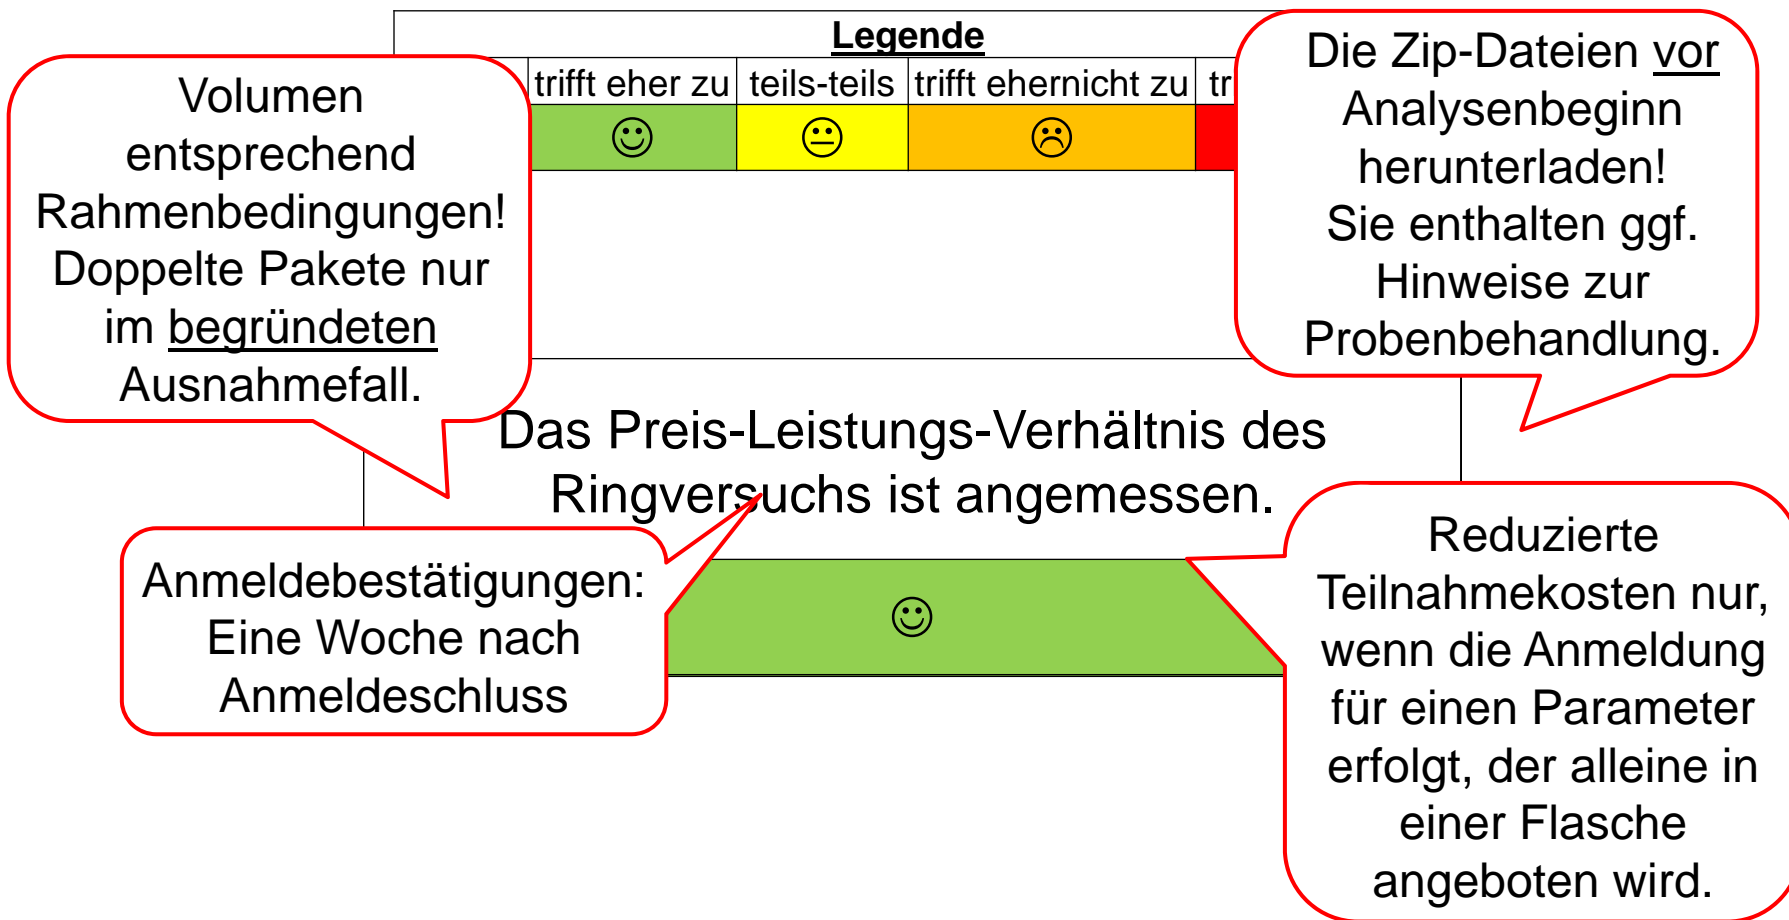 Legende
trifft eher zu teils-teils trifft ehernicht zu
Volumen
entsprechend
Rahmenbedingungen!
Doppelte Pakete nur
im begründeten
Ausnahmefall.
Die Zip-Dateien vor
Analysenbeginn
herunterladen!
Sie enthalten ggf.
Hinweise zur
Probenbehandlung.
Das Preis-Leistungs-Verhältnis des
Ringversuchs ist angemessen.
Anmeldebestätigungen:
Eine Woche nach
Anmeldeschluss
Reduzierte
Teilnahmekosten nur,
wenn die Anmeldung
für einen Parameter
erfolgt, der alleine in
einer Flasche
angeboten wird.